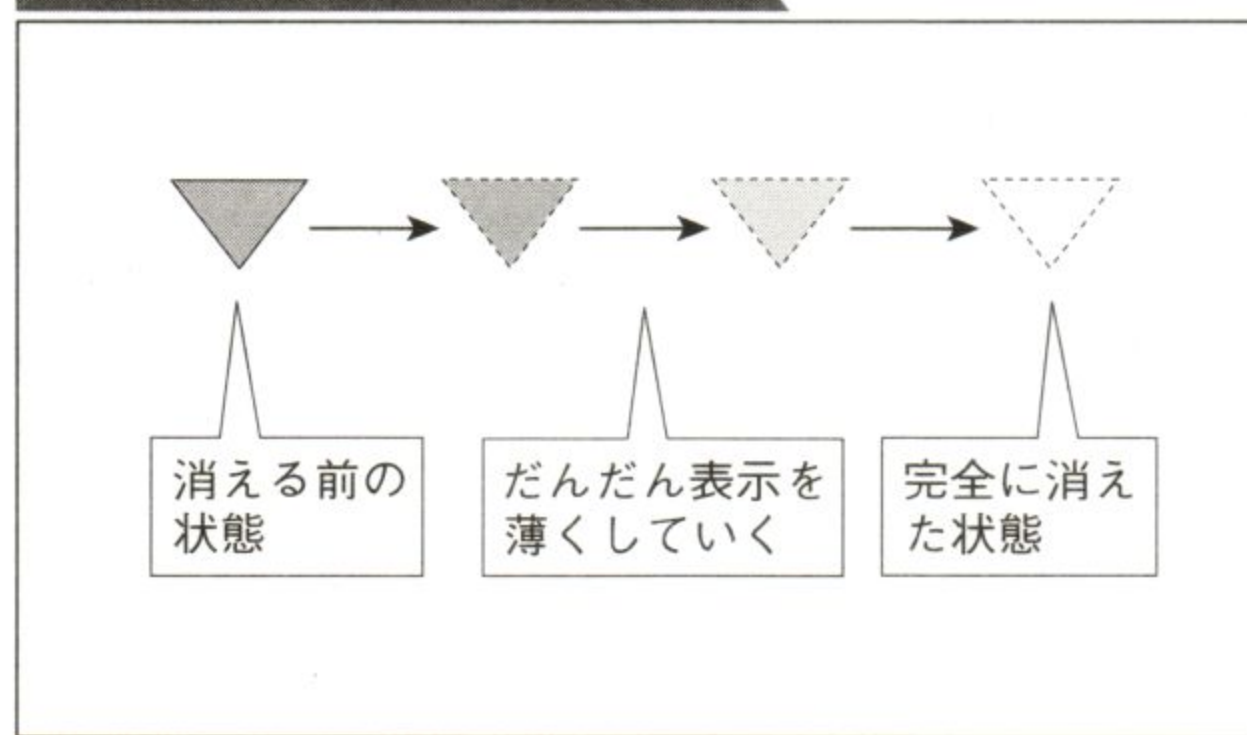 消える前の
状態
だんだん表示を
薄くしていく
完全に消え
た状態